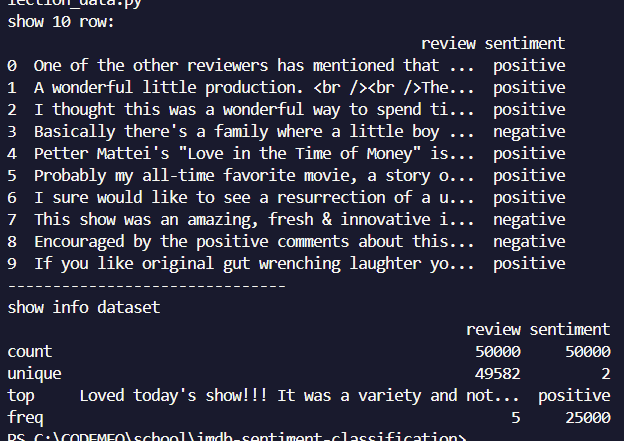 lection_data.py
show 10 row:
review sentiment
0 One of the other reviewers has mentioned that ... positive
1 A wonderful little production. <br /><br />The... positive
2 I thought this was a wonderful way to spend ti... positive
3 Basically there's a family where a little boy ... negative
4 Petter Mattei's "Love in the Time of Money" is... positive
5 Probably my all-time favorite movie, a story o... positive
6 I sure would like to see a resurrection of a u... positive
7 This show was an amazing, fresh & innovative i... negative
8 Encouraged by the positive comments about this... negative
9 If you like original gut wrenching laughter yo... positive
------------------------------
show info dataset
review sentiment
count 50000 50000
unique 49582 2
top Loved today's show!!! It was a variety and not... positive
freq 5 25000
PS C:\CODEMEO\school\imdb-sentiment-classification>